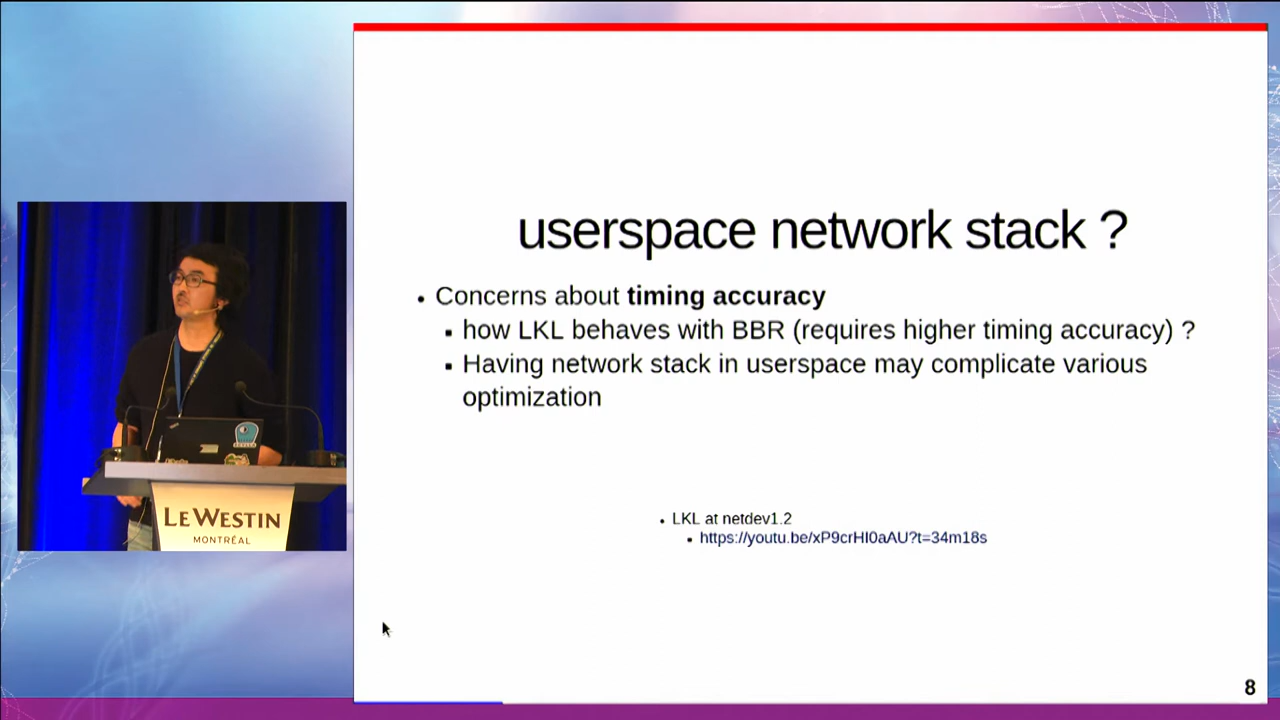 userspace network stack ?
Concerns about timing accuracy
how LKL behaves with BBR (requires higher timing accuracy) ?
Having network stack in userspace may complicate various
optimization
LKL at netdev1.2
https://youtu.be/xP9crHI0aAU?t=34m18s
8
LE WESTIN
MONTRÉAL